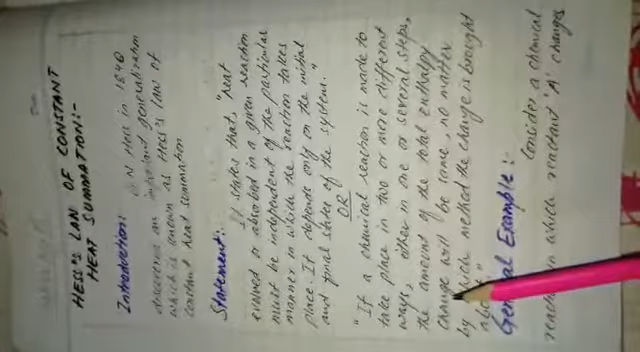 HESS'S LAW OF CONSTANT
HEAT SUMMATION:-
Introduction:
G.N Hess in 1840
discovered an important generalization
which is known as Hess's law of
constant heat summation
Statement:
It states that, "heat
evolved or absorbed in a given reaction
must be independent of the particular
manner in which the reaction takes
place. It depends only on the initial
and final states of the system."
OR
"If a chemical reaction is made to
take place in two or more different
ways, either in one or several steps,
the amount of the total enthalpy
change will be same no matter
by which method the change is brought
General Example:
Consider a chemical
reaction in which reactant 'A' changes